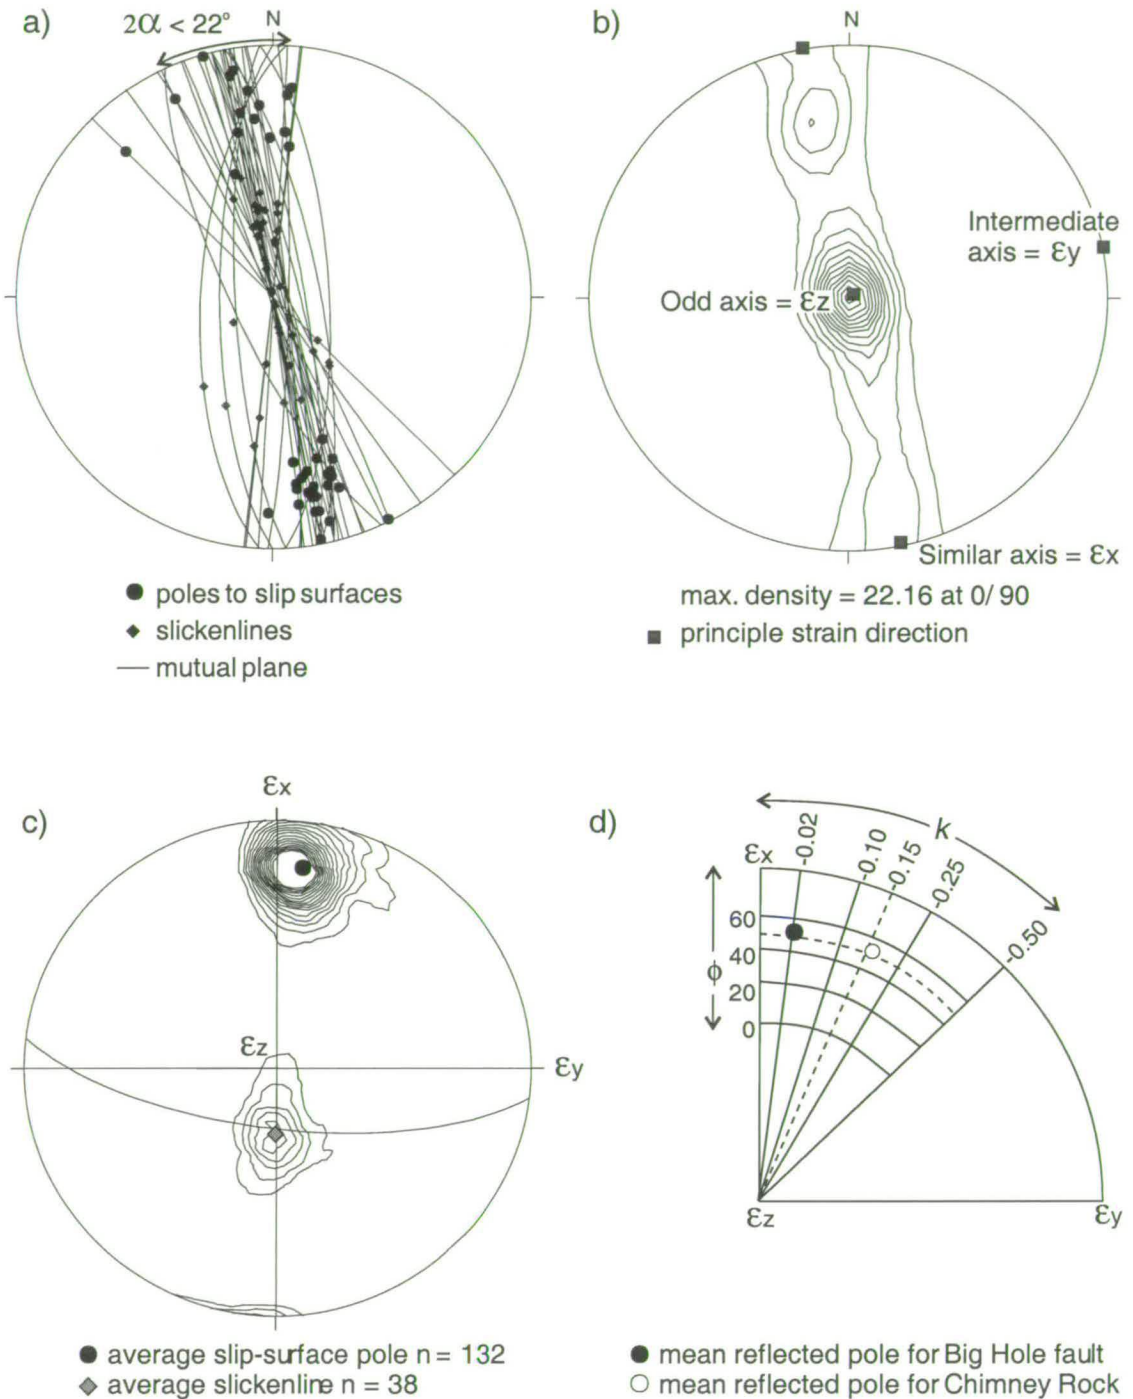 a)
2α < 22°
N
poles to slip surfaces
slickenlines
mutual plane
b)
N
Intermediate
axis = εy
Odd axis = εz
Similar axis = εx
max. density = 22.16 at 0/ 90
principle strain direction
c)
εx
εz
εy
average slip-surface pole n = 132
average slickenline n = 38
d)
k
εx
-0.02
-0.10
-0.15
-0.25
-0.50
ϕ
60
40
20
0
εz
εy
mean reflected pole for Big Hole fault
mean reflected pole for Chimney Rock